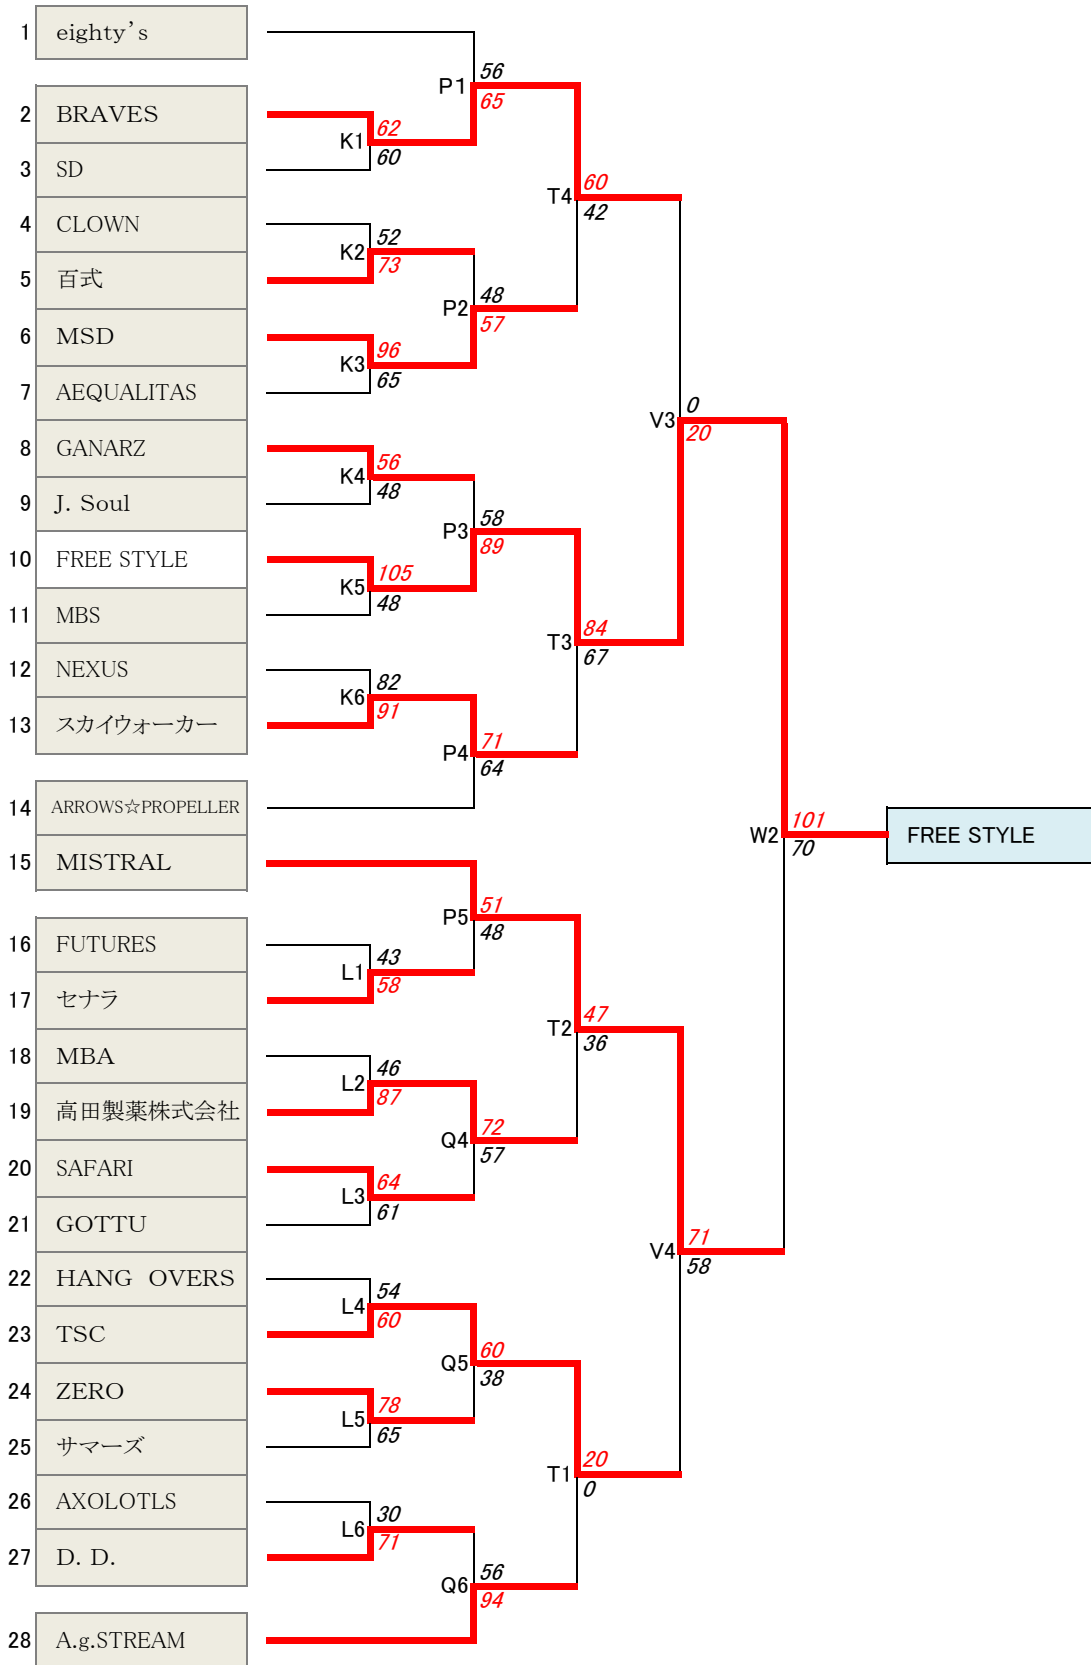 1 eighty’s
56
P1
65
2 BRAVES
62
K1
60
3 SD
60
T4
42
4 CLOWN
52
K2
73
5 百式
48
P2
57
6 MSD
96
K3
65
7 AEQUALITAS
0
V3
20
8 GANARZ
56
K4
48
9 J. Soul
58
P3
89
10 FREE STYLE
105
K5
48
11 MBS
84
T3
67
12 NEXUS
82
K6
91
13 スカイウォーカー
71
P4
64
14 ARROWS☆PROPELLER
101
W2
70
FREE STYLE
15 MISTRAL
51
P5
48
16 FUTURES
43
L1
58
17 セナラ
47
T2
36
18 MBA
46
L2
87
19 高田製薬株式会社
72
Q4
57
20 SAFARI
64
L3
61
21 GOTTU
71
V4
58
22 HANG OVERS
54
L4
60
23 TSC
60
Q5
38
24 ZERO
78
L5
65
25 サマーズ
20
T1
0
26 AXOLOTLS
30
L6
71
27 D. D.
56
Q6
94
28 A.g.STREAM